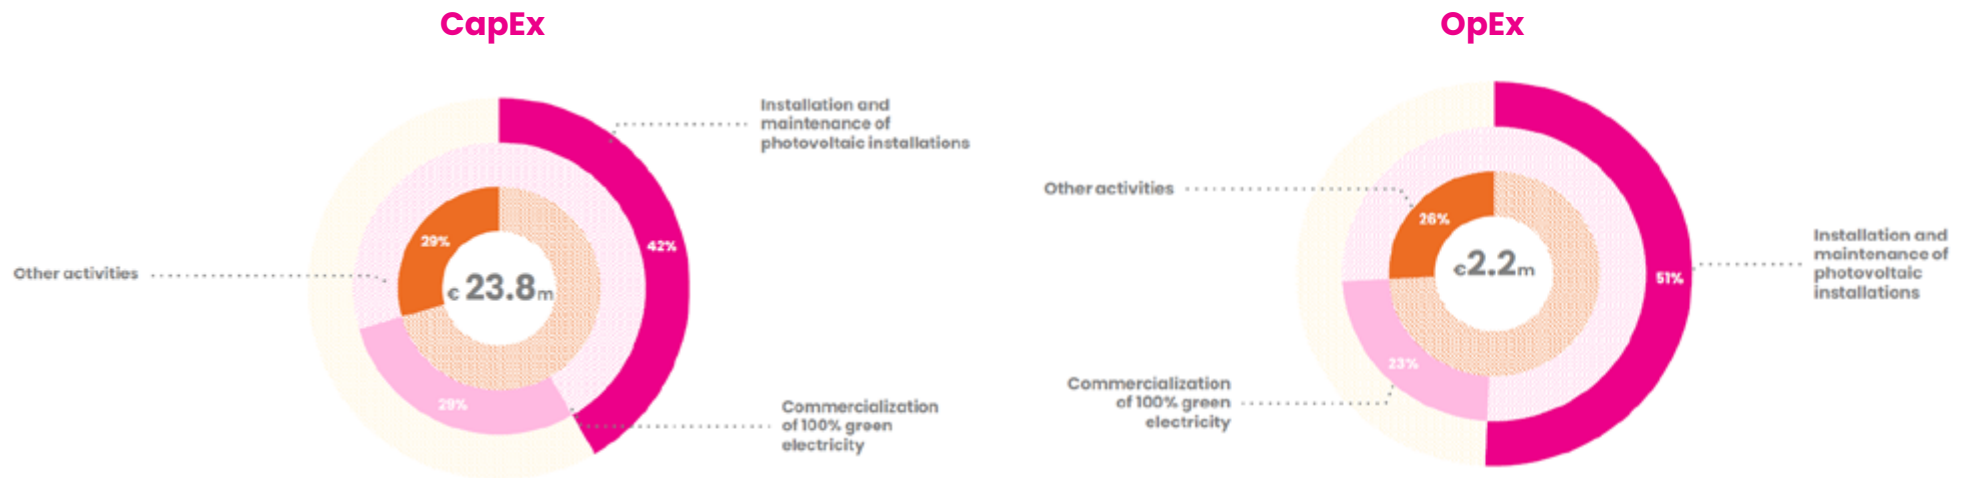 CapEx
Installation and
maintenance of
photovoltaic installations
42%
29%
Other activities
€ 23.8m
29%
Commercialization
of 100% green
electricity
OpEx
Other activities
26%
€2.2m
51%
Installation and
maintenance of
photovoltaic
installations
23%
Commercialization
of 100% green
electricity